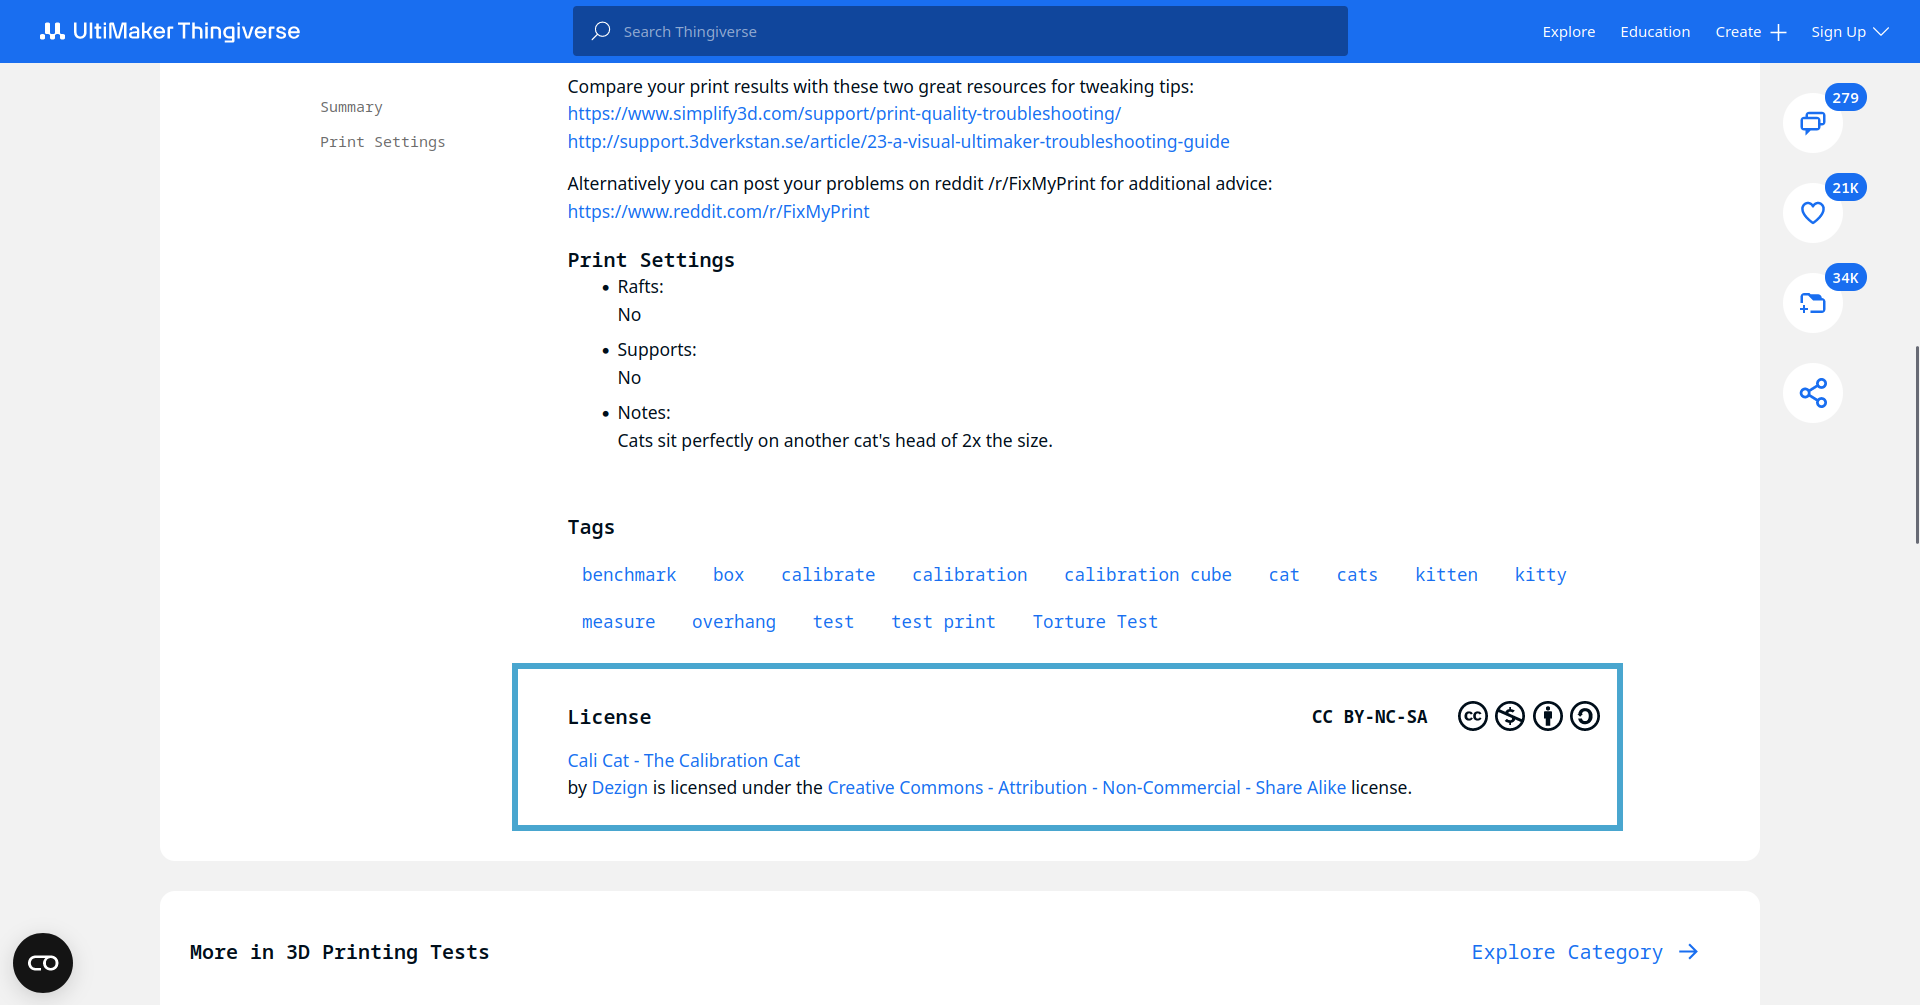 UltiMaker Thingiverse
Search Thingiverse
Explore Education Create Sign Up
Summary
Print Settings
Compare your print results with these two great resources for tweaking tips:
https://www.simplify3d.com/support/print-quality-troubleshooting/
http://support.3dverkstan.se/article/23-a-visual-ultimaker-troubleshooting-guide
Alternatively you can post your problems on reddit /r/FixMyPrint for additional advice:
https://www.reddit.com/r/FixMyPrint
Print Settings
Rafts:
No
Supports:
No
Notes:
Cats sit perfectly on another cat's head of 2x the size.
Tags
benchmark box calibrate calibration calibration cube cat cats kitten kitty
measure overhang test test print Torture Test
License CC BY-NC-SA cc
Cali Cat - The Calibration Cat
by Dezign is licensed under the Creative Commons - Attribution - Non-Commercial - Share Alike license.
279
21K
34K
More in 3D Printing Tests Explore Category